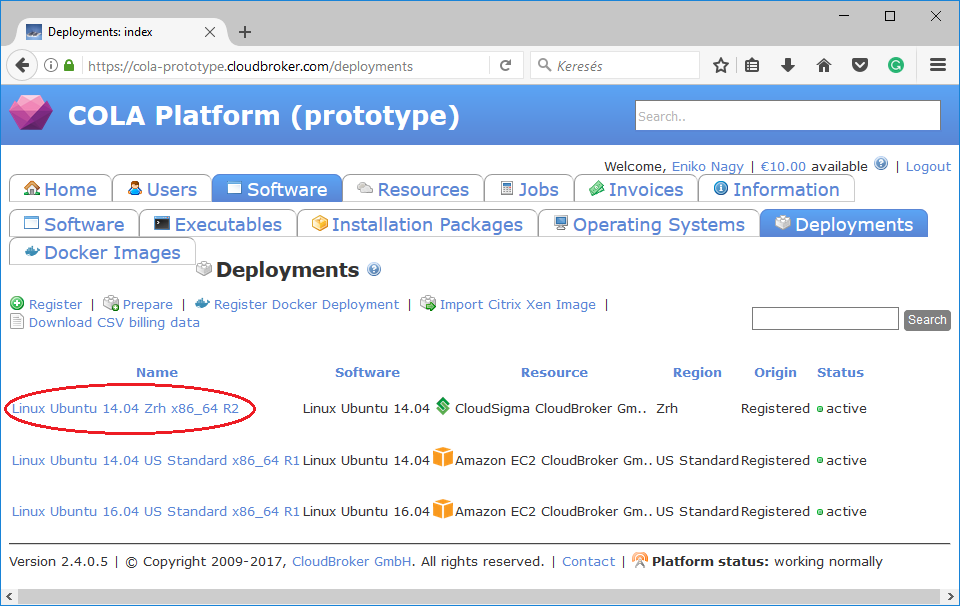 Deployments: index
https://cola-prototype.cloudbroker.com/deployments
Keresés
COLA Platform (prototype)
Search..
Welcome, Eniko Nagy | €10.00 available | Logout
Home Users Software Resources Jobs Invoices Information
Software Executables Installation Packages Operating Systems Deployments
Docker Images
Deployments
Register | Prepare | Register Docker Deployment | Import Citrix Xen Image |
Download CSV billing data
Search
Name Software Resource Region Origin Status
Linux Ubuntu 14.04 Zrh x86_64 R2 Linux Ubuntu 14.04 CloudSigma CloudBroker Gm.. Zrh Registered active
Linux Ubuntu 14.04 US Standard x86_64 R1 Linux Ubuntu 14.04 Amazon EC2 CloudBroker Gm.. US Standard Registered active
Linux Ubuntu 16.04 US Standard x86_64 R1 Linux Ubuntu 16.04 Amazon EC2 CloudBroker Gm.. US Standard Registered active
Version 2.4.0.5 | © Copyright 2009-2017, CloudBroker GmbH. All rights reserved. | Contact | Platform status: working normally